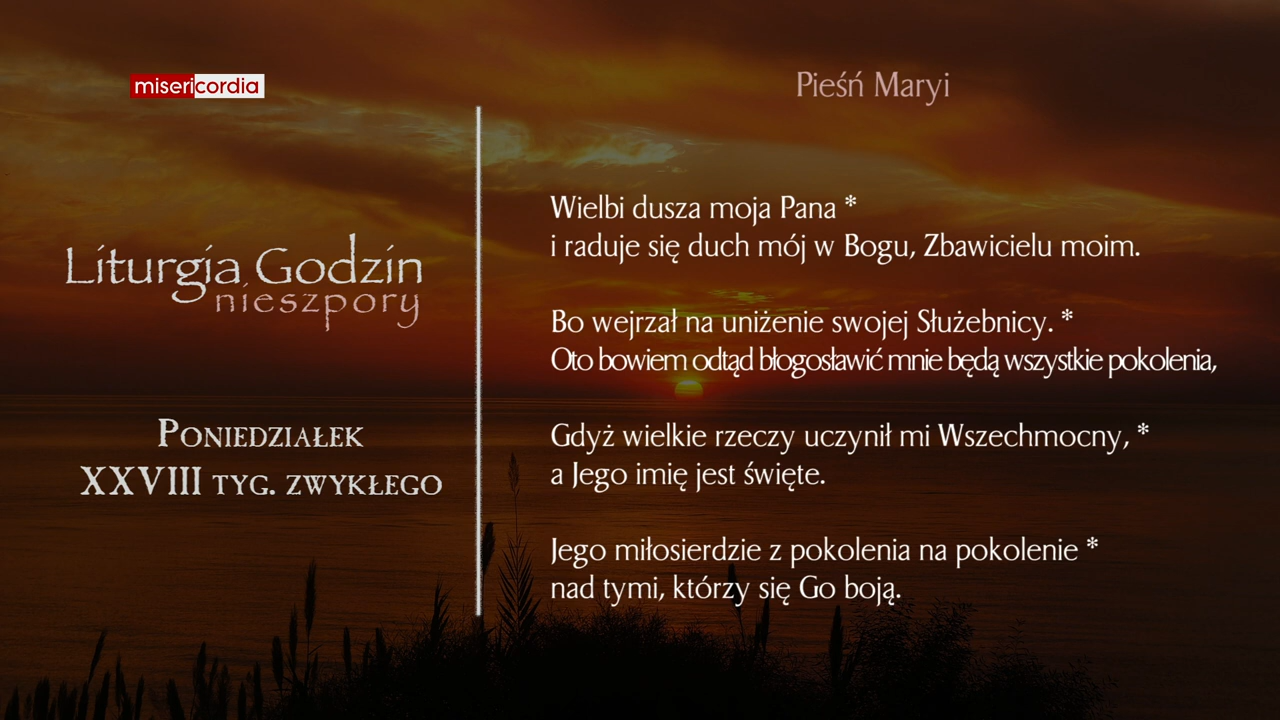 misericordia
Liturgia Godzin
nieszpory
Poniedziałek
XXVIII tyg. zwykłego
Pieśń Maryi
Wielbi dusza moja Pana *
i raduje się duch mój w Bogu, Zbawicielu moim.
Bo wejrzał na uniżenie swojej Służebnicy. *
Oto bowiem odtąd błogosławić mnie będą wszystkie pokolenia,
Gdyż wielkie rzeczy uczynił mi Wszechmocny, *
a Jego imię jest święte.
Jego miłosierdzie z pokolenia na pokolenie *
nad tymi, którzy się Go boją.